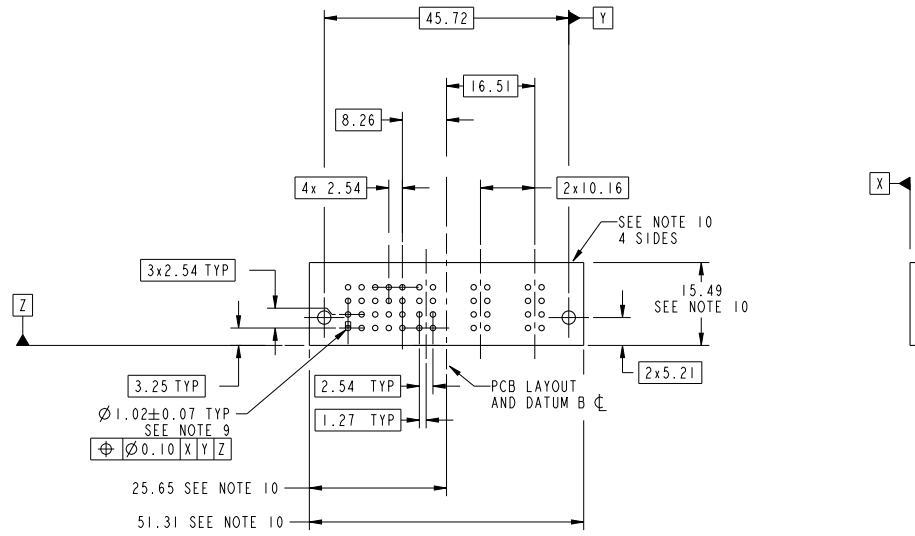 45.72
Y
16.51
8.26
4x 2.54
2x10.16
X
SEE NOTE 10
4 SIDES
3x2.54 TYP
15.49
SEE NOTE 10
Z
3.25 TYP
2.54 TYP
2x5.21
PCB LAYOUT
AND DATUM B ℄
Ø1.02±0.07 TYP
SEE NOTE 9
1.27 TYP
⌖ Ø0.10 X Y Z
25.65 SEE NOTE 10
51.31 SEE NOTE 10